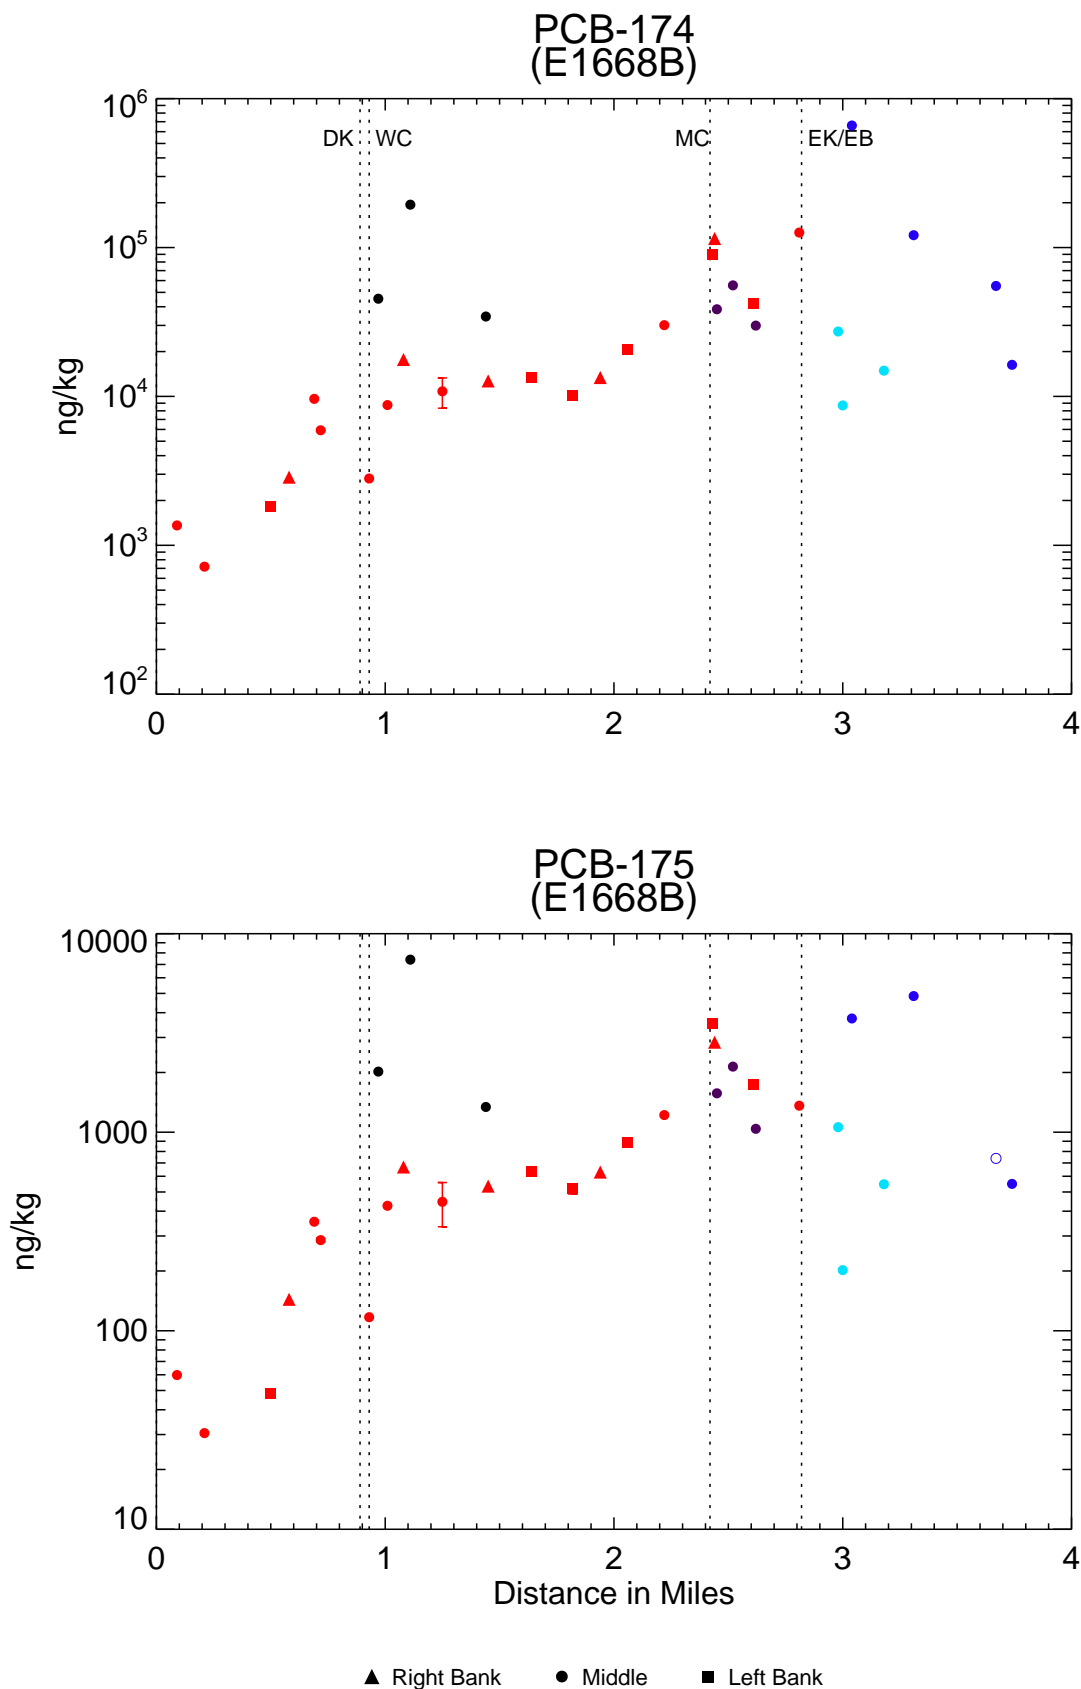 PCB-174
(E1668B)
10^6
DK WC MC EK/EB
10^5
ng/kg
10^4
10^3
10^2
0 1 2 3 4
PCB-175
(E1668B)
10000
1000
ng/kg
100
10
0 1 2 3 4
Distance in Miles
Right Bank Middle Left Bank